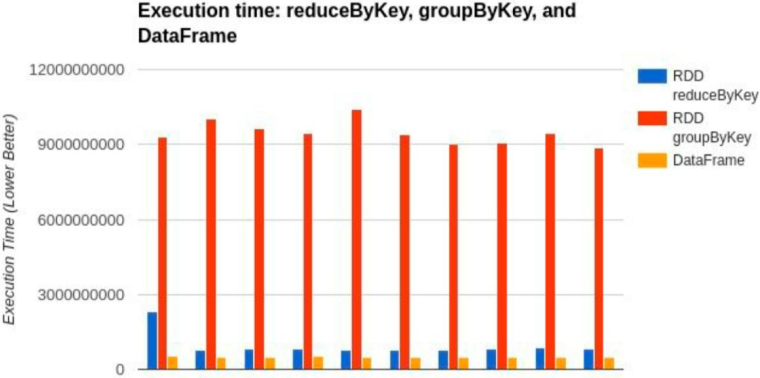 Execution time: reduceByKey, groupByKey, and
DataFrame
12000000000
9000000000
6000000000
3000000000
0
Execution Time (Lower Better)
RDD
reduceByKey
RDD
groupByKey
DataFrame